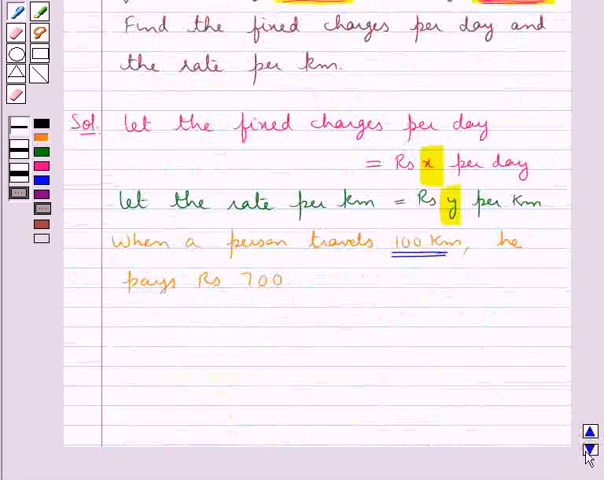 Find the fixed charges per day and
the rate per km.
Sol. Let the fixed charges per day
= Rs x per day
Let the rate per km = Rs y per Km
When a person travels 100 Km, he
pays Rs 700